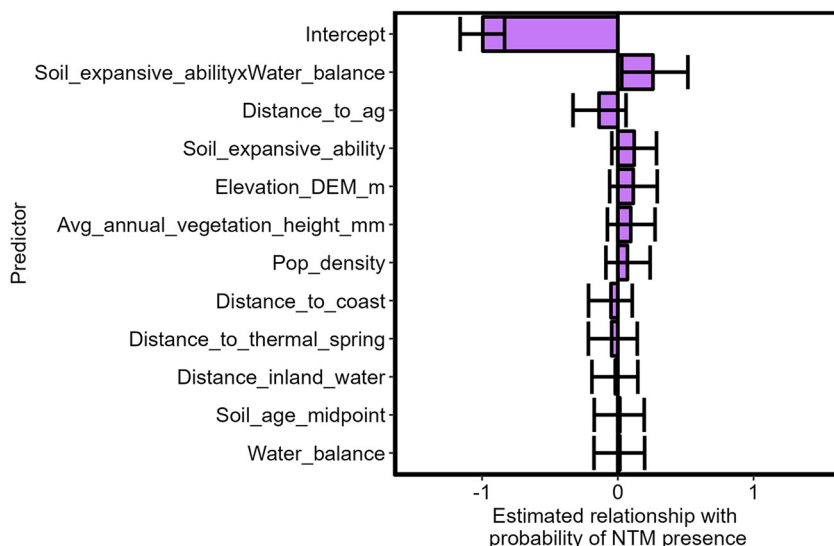 Predictor
Intercept
Soil_expansive_abilityxWater_balance
Distance_to_ag
Soil_expansive_ability
Elevation_DEM_m
Avg_annual_vegetation_height_mm
Pop_density
Distance_to_coast
Distance_to_thermal_spring
Distance_inland_water
Soil_age_midpoint
Water_balance
-1 0 1
Estimated relationship with
probability of NTM presence